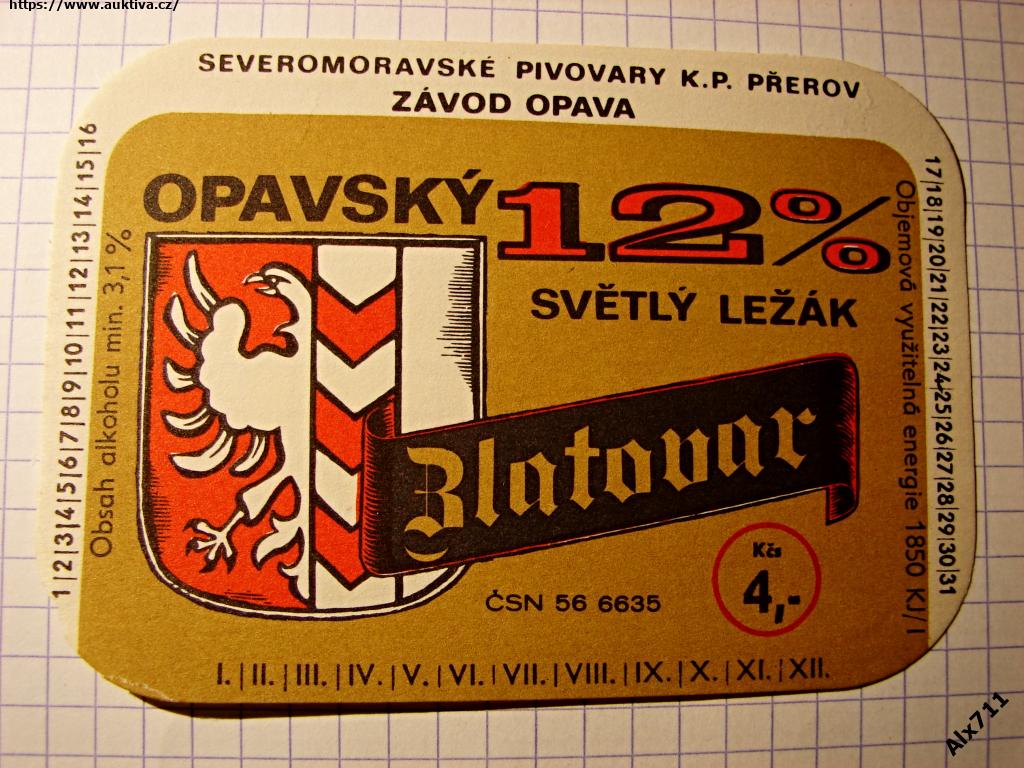 https://www.auktiva.cz/
SEVEROMORAVSKÉ PIVOVARY K.P. PŘEROV
ZÁVOD OPAVA
1|2|3|4|5|6|7|8|9|10|11|12|13|14|15|16
Obsah alkoholu min. 3,1 %
OPAVSKÝ 12%
SVĚTLÝ LEŽÁK
Zlatovar
Kčs
4,-
ČSN 56 6635
I.|II.|III.|IV.|V.|VI.|VII.|VIII.|IX.|X.|XI.|XII.
Objemová využitelná energie 1850 KJ/l
17|18|19|20|21|22|23|24|25|26|27|28|29|30|31
Alx711